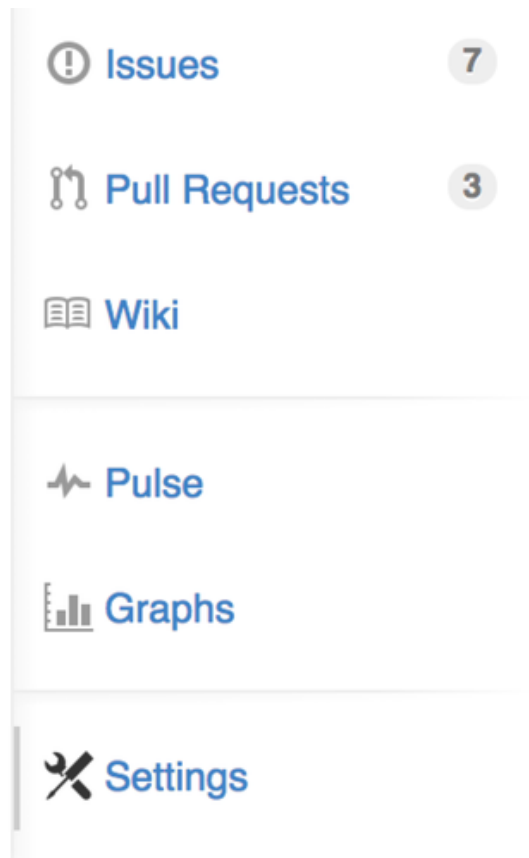 Issues 7
Pull Requests 3
Wiki
Pulse
Graphs
Settings